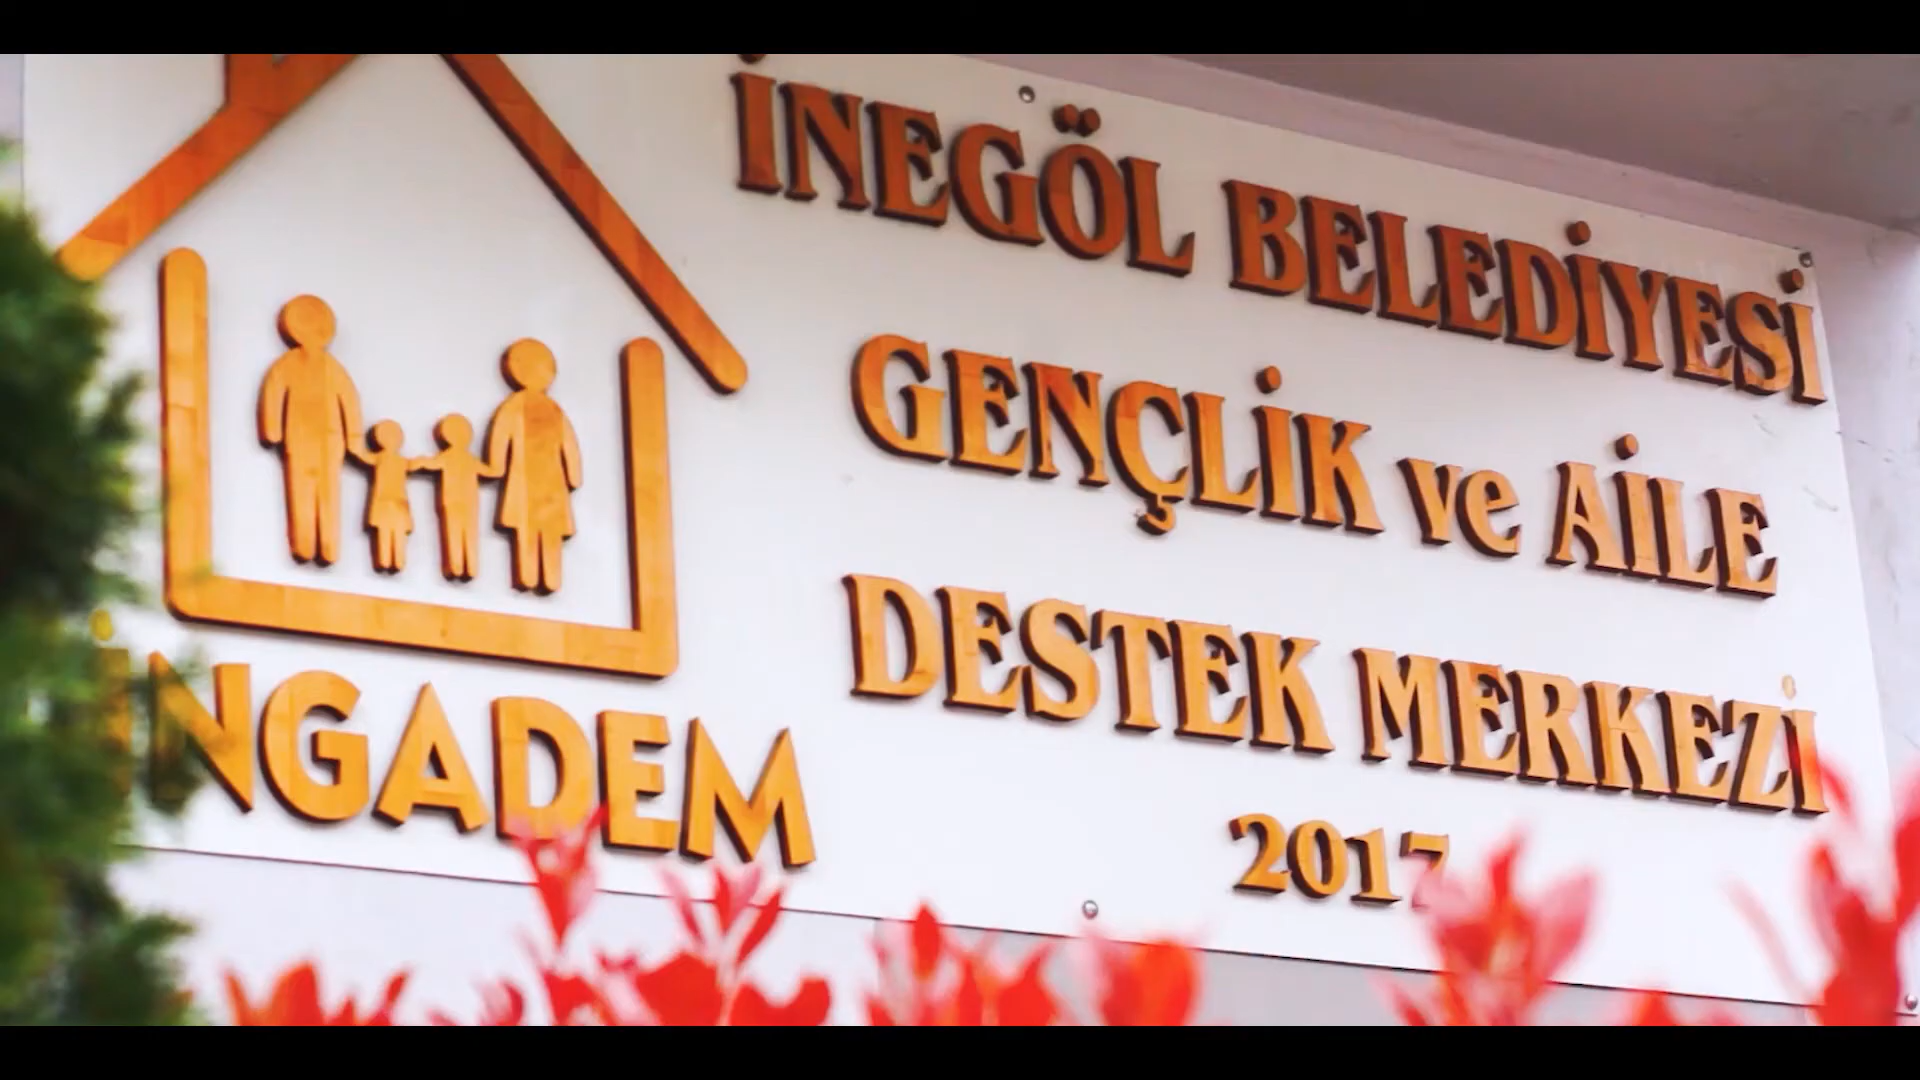 İNEGÖL BELEDİYESİ
GENÇLİK ve AİLE
DESTEK MERKEZİ
2017
İNGADEM